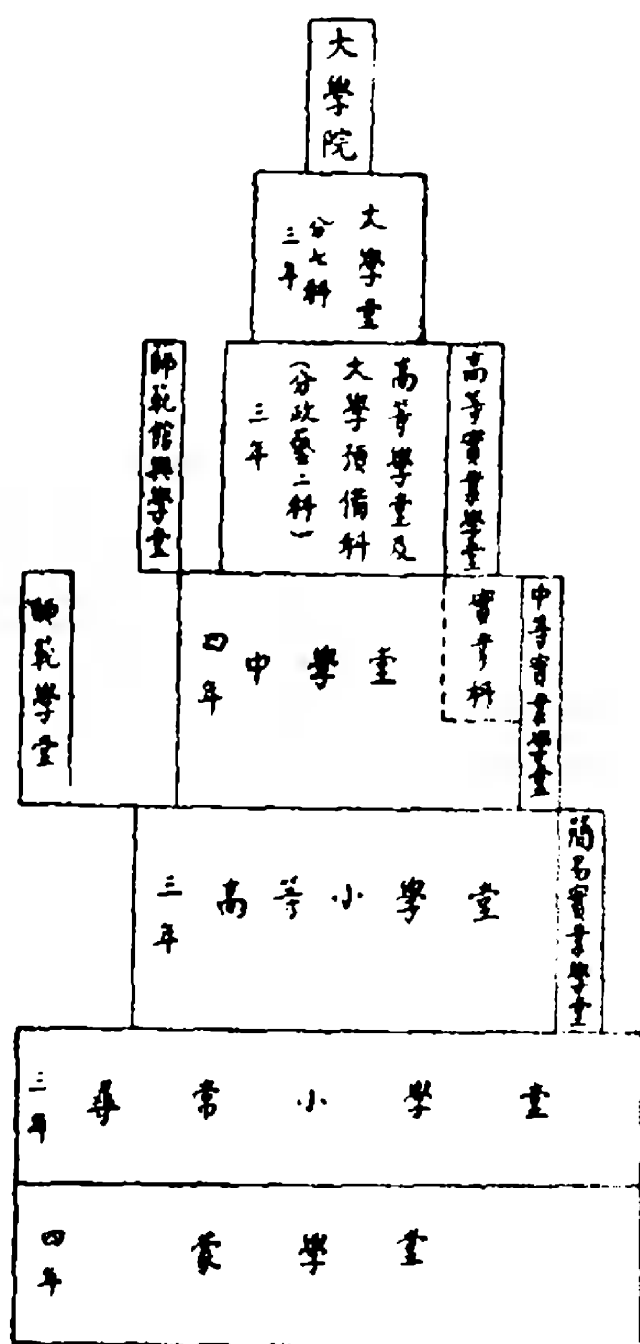 大學院
大學堂
分七科
三年
高等實業學堂
高等學堂及
大學預備科
(分政藝二科)
三年
師範館與學堂
中等實業學堂
實業科
中學堂
四年
師範學堂
簡易實業學堂
三年 高等小學堂
三年 尋常小學堂
四年 蒙學堂